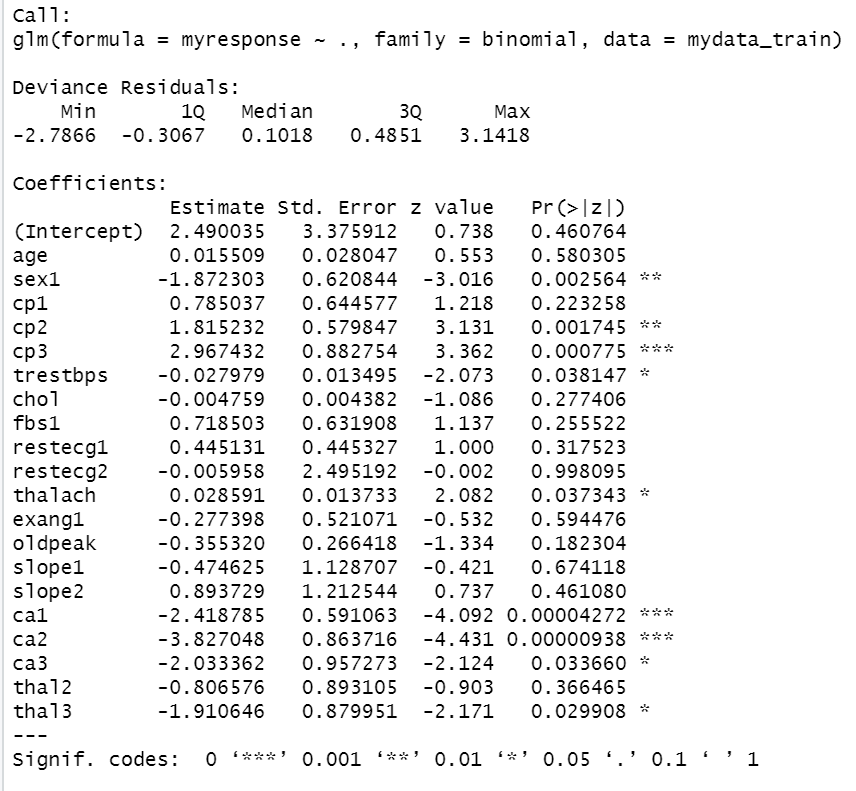 Call:
glm(formula = myresponse ~ ., family = binomial, data = mydata_train)
Deviance Residuals:
Min 1Q Median 3Q Max
-2.7866 -0.3067 0.1018 0.4851 3.1418
Coefficients:
Estimate Std. Error z value Pr(>|z|)
(Intercept) 2.490035 3.375912 0.738 0.460764
age 0.015509 0.028047 0.553 0.580305
sex1 -1.872303 0.620844 -3.016 0.002564 **
cp1 0.785037 0.644577 1.218 0.223258
cp2 1.815232 0.579847 3.131 0.001745 **
cp3 2.967432 0.882754 3.362 0.000775 ***
trestbps -0.027979 0.013495 -2.073 0.038147 *
chol -0.004759 0.004382 -1.086 0.277406
fbs1 0.718503 0.631908 1.137 0.255522
restecg1 0.445131 0.445327 1.000 0.317523
restecg2 -0.005958 2.495192 -0.002 0.998095
thalach 0.028591 0.013733 2.082 0.037343 *
exang1 -0.277398 0.521071 -0.532 0.594476
oldpeak -0.355320 0.266418 -1.334 0.182304
slope1 -0.474625 1.128707 -0.421 0.674118
slope2 0.893729 1.212544 0.737 0.461080
ca1 -2.418785 0.591063 -4.092 0.00004272 ***
ca2 -3.827048 0.863716 -4.431 0.00000938 ***
ca3 -2.033362 0.957273 -2.124 0.033660 *
thal2 -0.806576 0.893105 -0.903 0.366465
thal3 -1.910646 0.879951 -2.171 0.029908 *
---
Signif. codes: 0 ‘***’ 0.001 ‘**’ 0.01 ‘*’ 0.05 ‘.’ 0.1 ‘ ’ 1